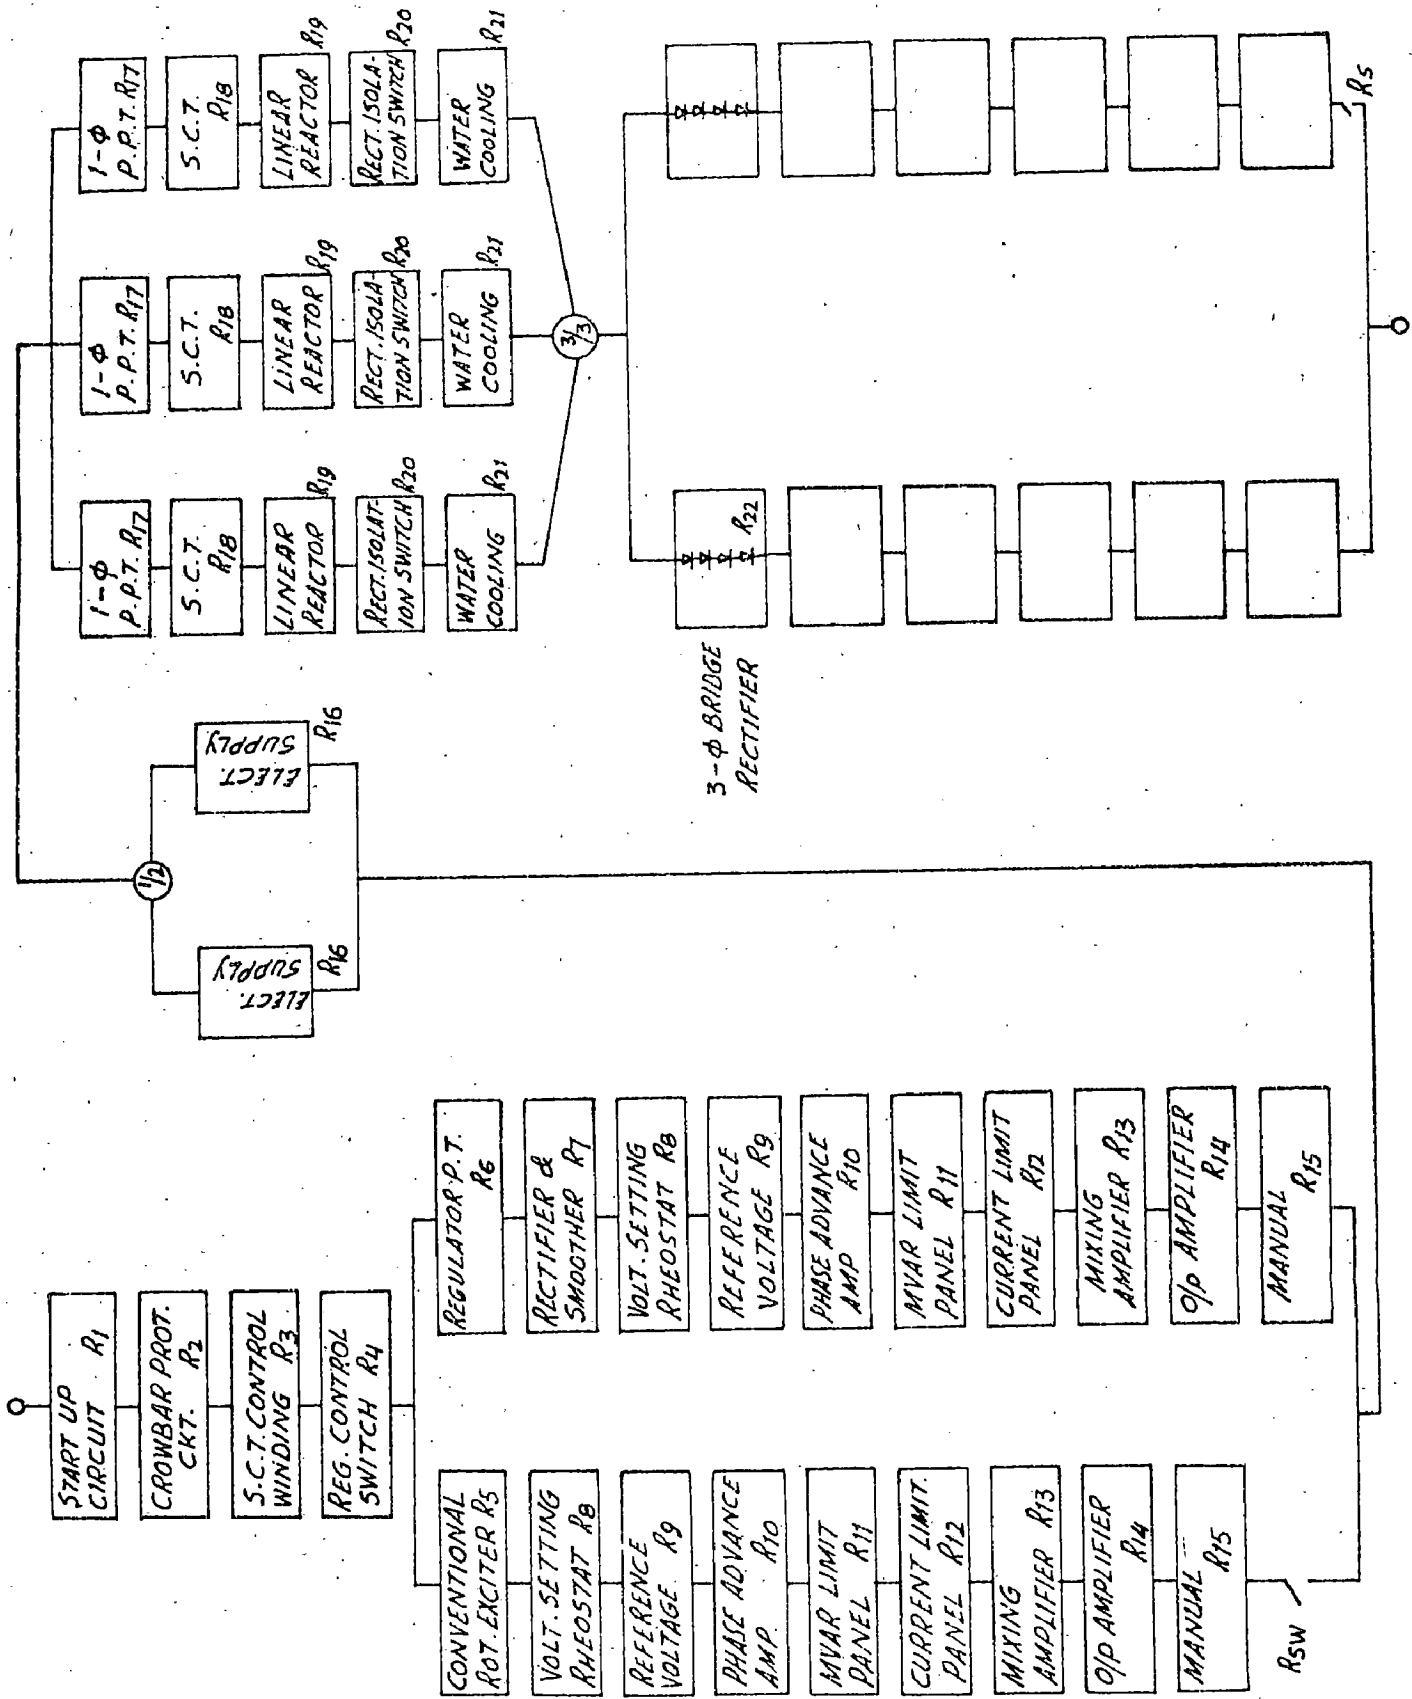 START UP
CIRCUIT R1
CROWBAR PROT.
CKT. R2
S.C.T. CONTROL
WINDING R3
REG. CONTROL
SWITCH R4
CONVENTIONAL
ROT. EXCITER R5
VOLT. SETTING
RHEOSTAT R8
REFERENCE
VOLTAGE R9
PHASE ADVANCE
AMP. R10
MVAR LIMIT
PANEL R11
CURRENT LIMIT.
PANEL R12
MIXING
AMPLIFIER R13
O/P AMPLIFIER
R14
MANUAL
R15
RSW
REGULATOR P.T.
R6
RECTIFIER &
SMOOTHER R7
VOLT. SETTING
RHEOSTAT R8
REFERENCE
VOLTAGE R9
PHASE ADVANCE
AMP R10
MVAR LIMIT
PANEL R11
CURRENT LIMIT
PANEL R12
MIXING
AMPLIFIER R13
O/P AMPLIFIER
R14
MANUAL
R15
1/2
ELECT.
SUPPLY
R16
ELECT.
SUPPLY
R16
1-Φ
P.P.T. R17
S.C.T.
R18
LINEAR
REACTOR
R19
RECT. ISOLAT-
ION SWITCH
R20
WATER
COOLING
R21
1-Φ
P.P.T. R17
S.C.T.
R18
LINEAR
REACTOR
R19
RECT. ISOLA-
TION SWITCH
R20
WATER
COOLING
R21
1-Φ
P.P.T. R17
S.C.T.
R18
LINEAR
REACTOR
R19
RECT. ISOLA-
TION SWITCH
R20
WATER
COOLING
R21
3/3
3-Φ BRIDGE
RECTIFIER
R22
RS